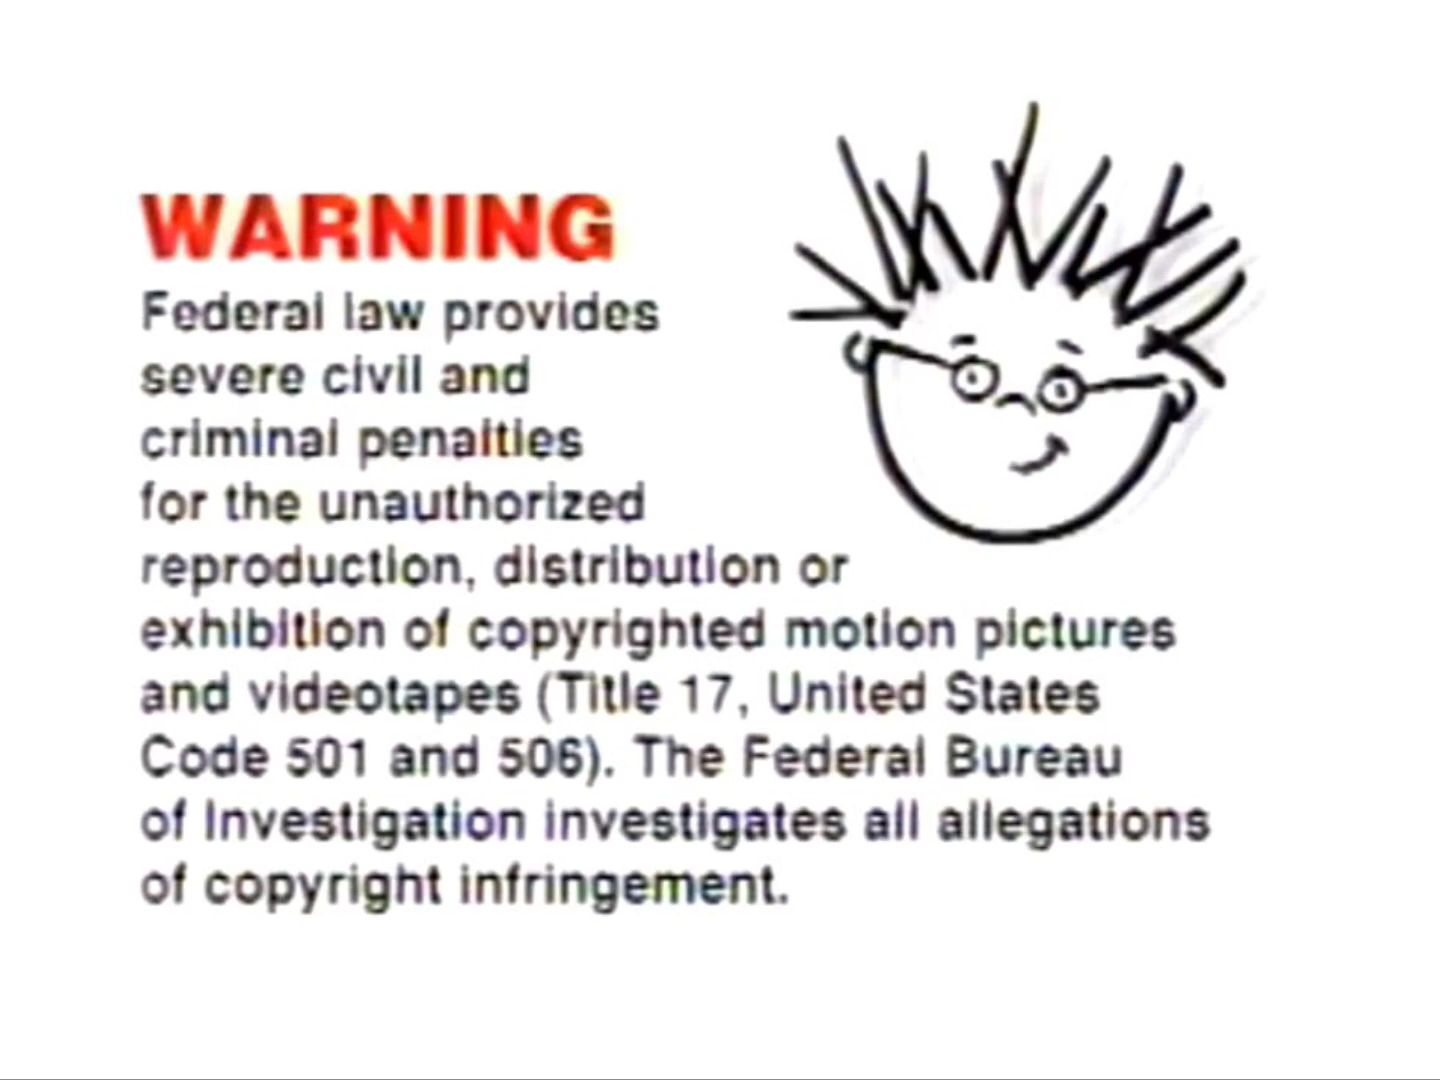 WARNING
Federal law provides
severe civil and
criminal penalties
for the unauthorized
reproduction, distribution or
exhibition of copyrighted motion pictures
and videotapes (Title 17, United States
Code 501 and 506). The Federal Bureau
of Investigation investigates all allegations
of copyright infringement.